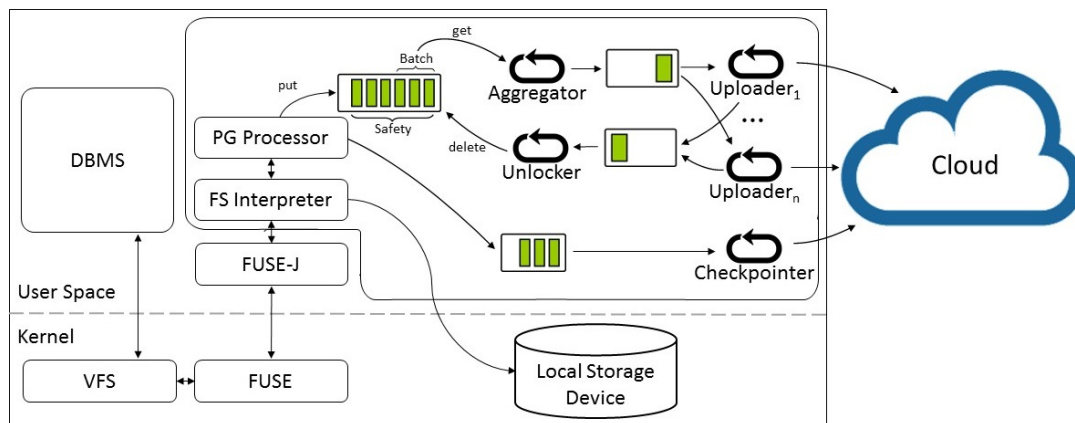 get
Batch
put
Aggregator
Uploader1
...
Safety
PG Processor
delete
Unlocker
Uploadern
DBMS
Cloud
FS Interpreter
FUSE-J
Checkpointer
User Space
Kernel
VFS
FUSE
Local Storage
Device